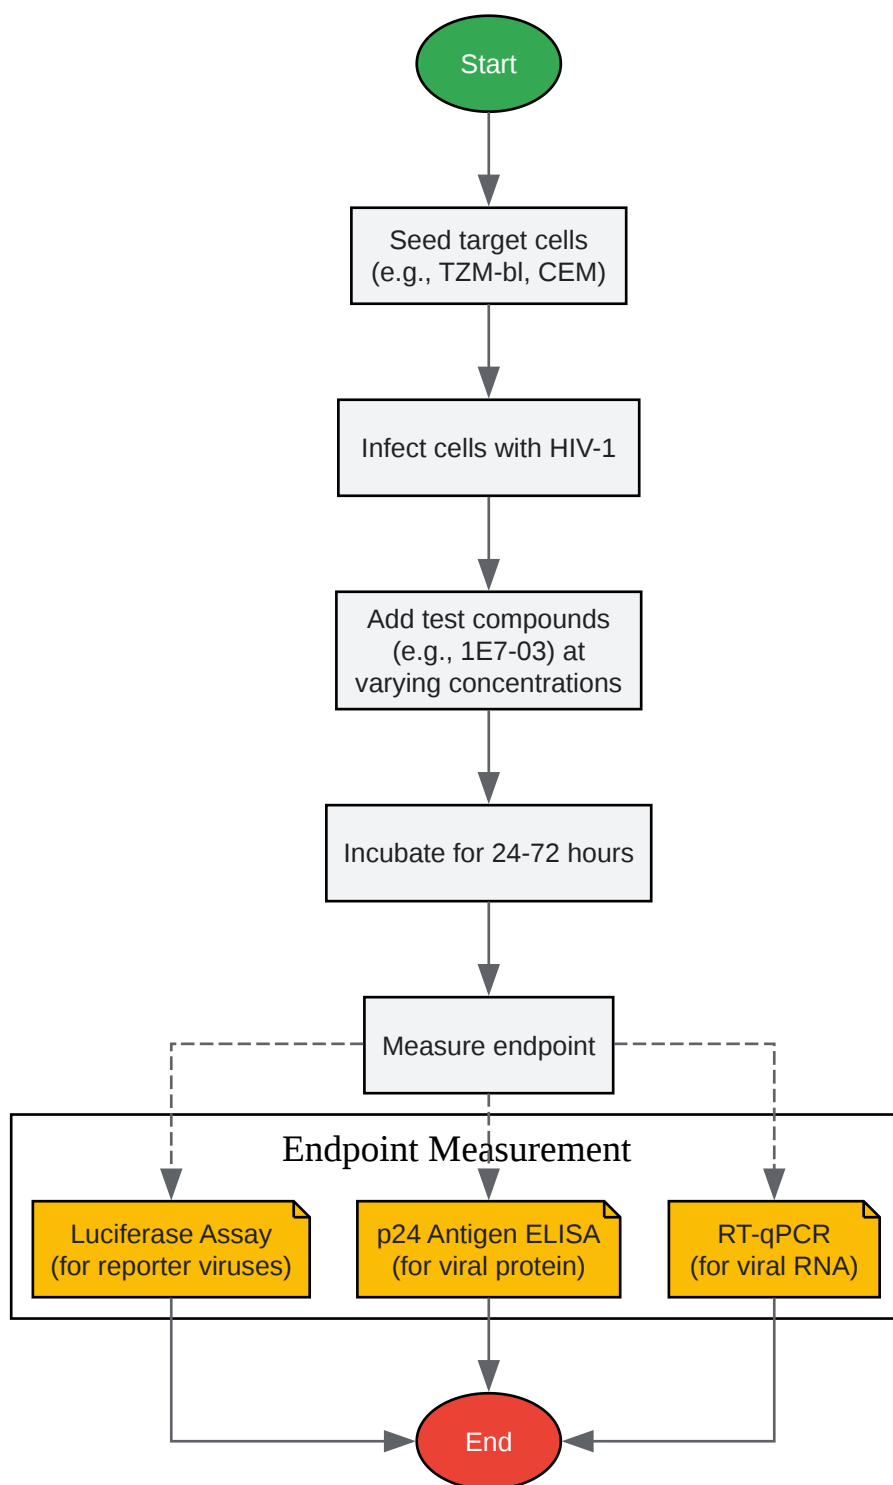 Start
Seed target cells
(e.g., TZM-bl, CEM)
Infect cells with HIV-1
Add test compounds
(e.g., 1E7-03) at
varying concentrations
Incubate for 24-72 hours
Measure endpoint
Endpoint Measurement
Luciferase Assay
(for reporter viruses)
p24 Antigen ELISA
(for viral protein)
RT-qPCR
(for viral RNA)
End